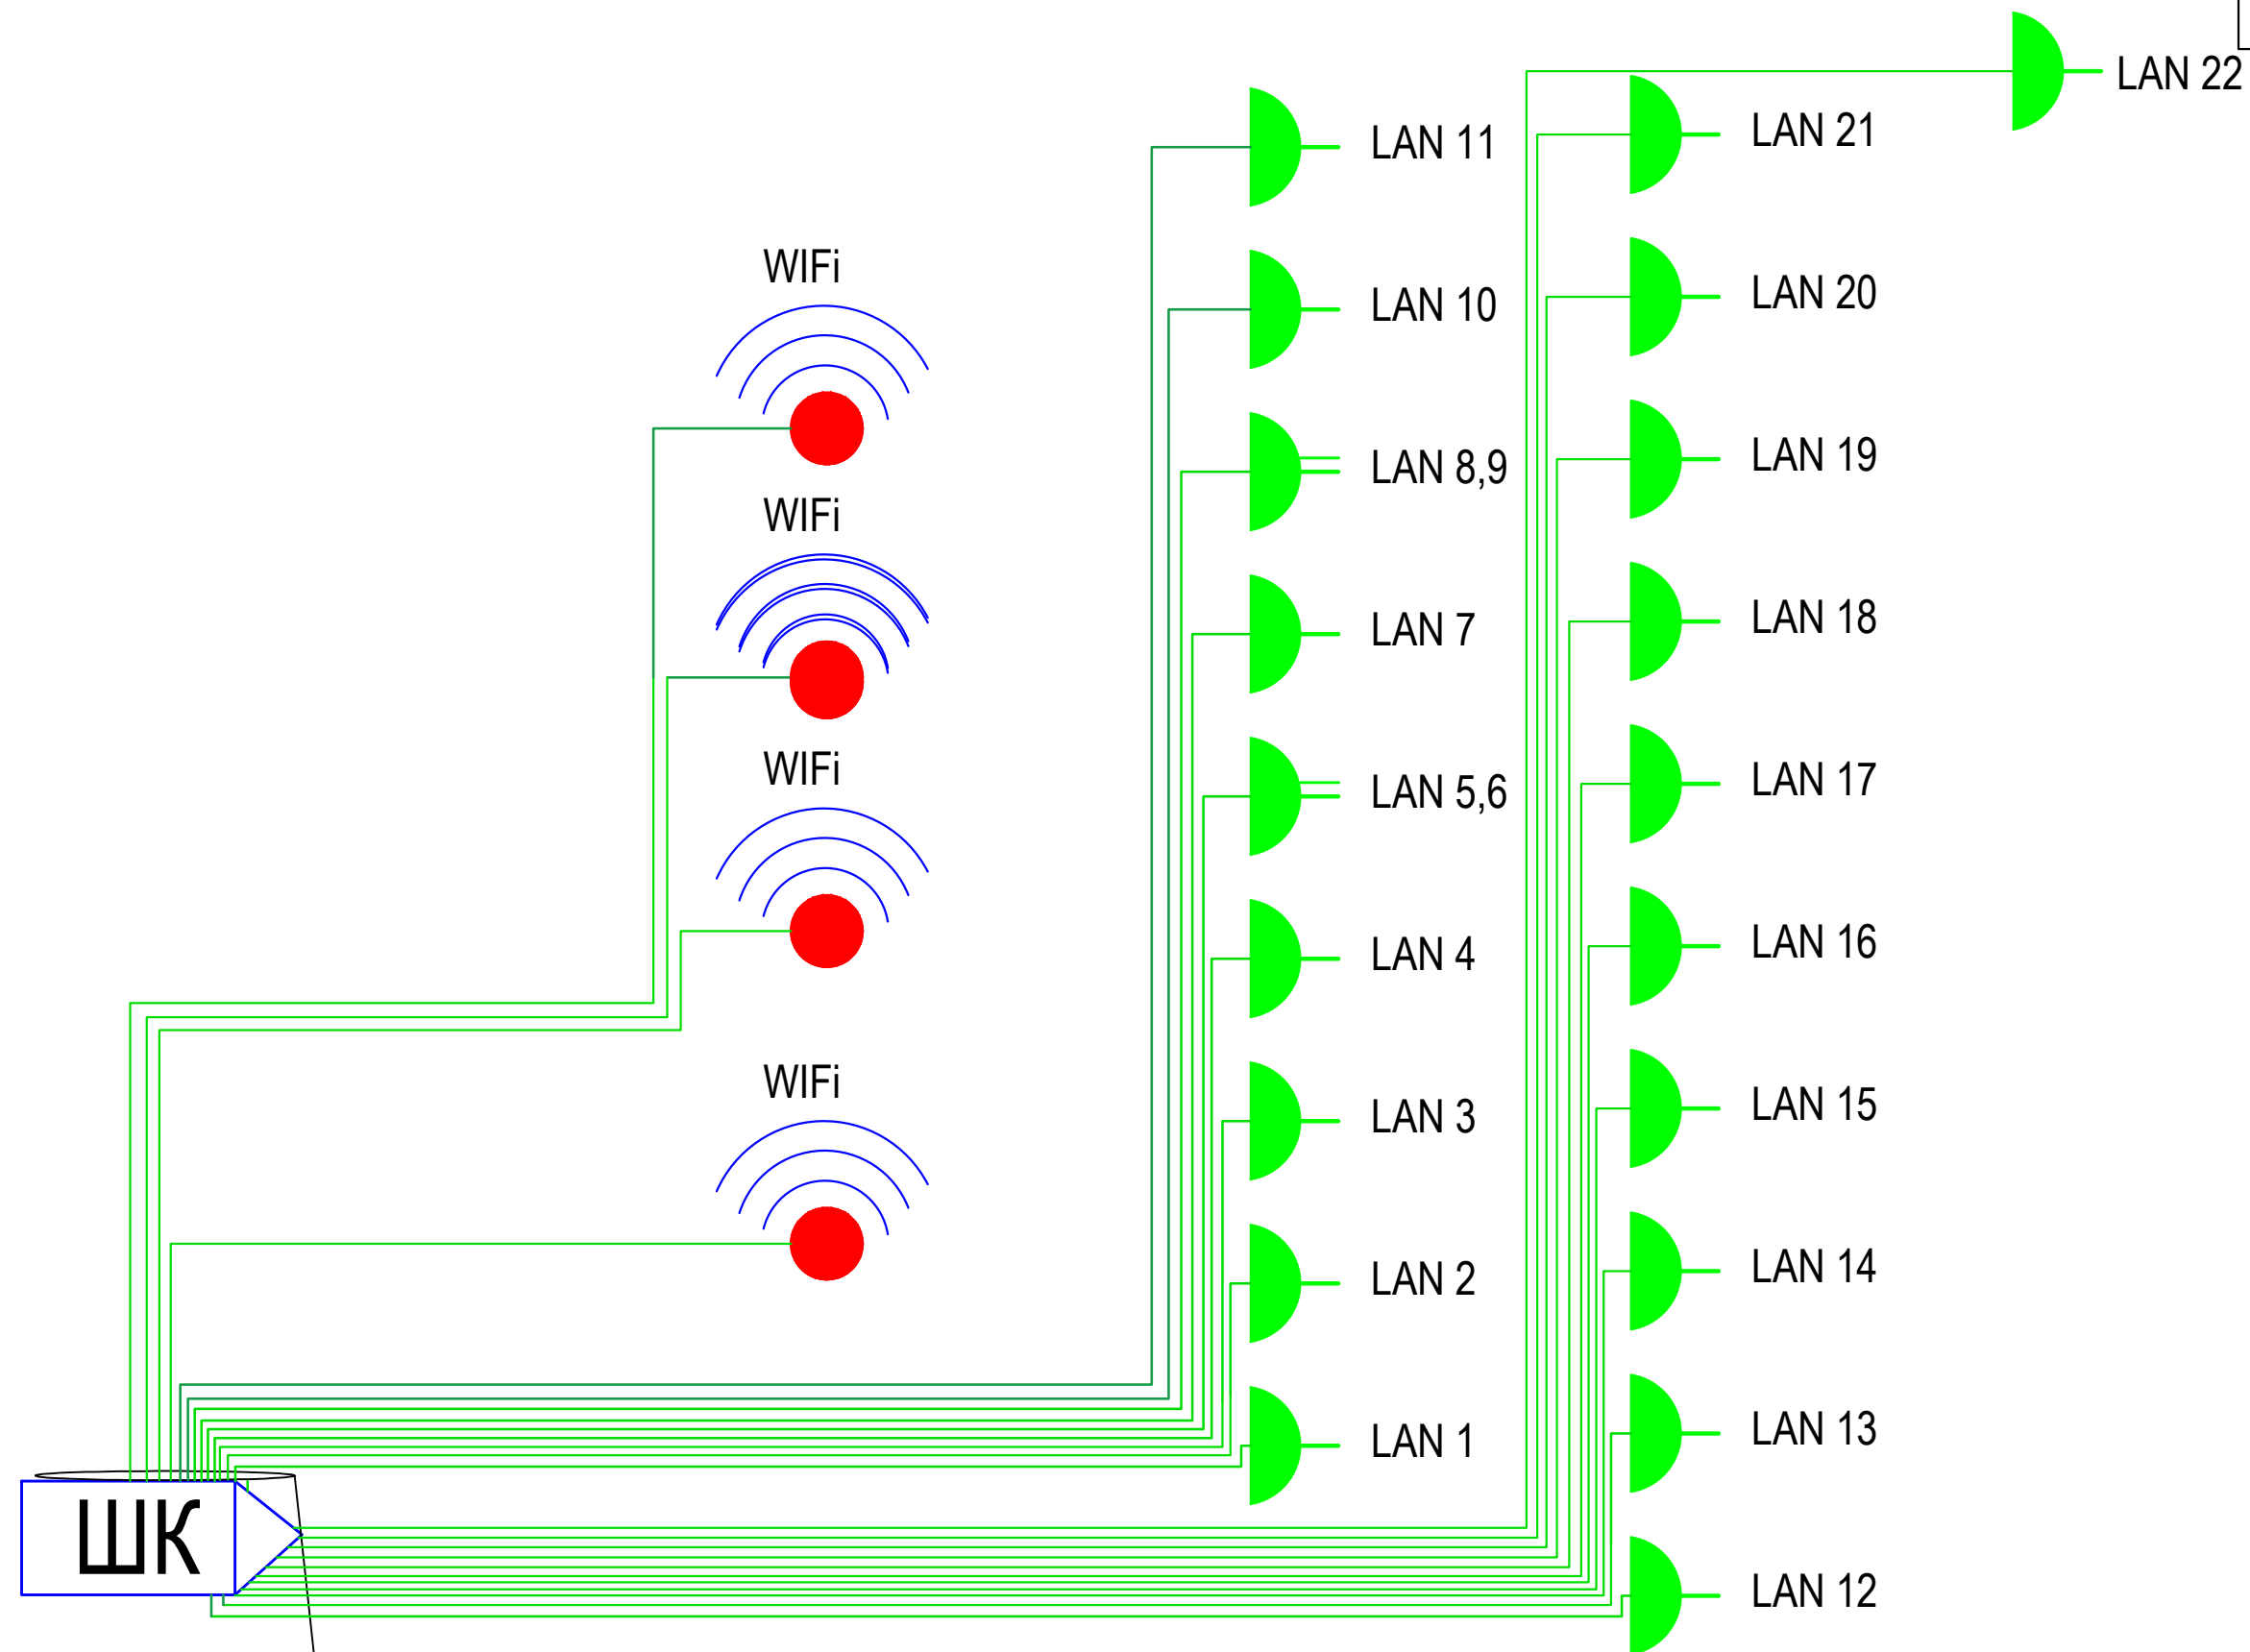 LAN 22
LAN 21
LAN 11
WIFi
LAN 20
LAN 10
LAN 19
LAN 8,9
WIFi
LAN 18
LAN 7
WIFi
LAN 17
LAN 5,6
LAN 16
LAN 4
WIFi
LAN 15
LAN 3
LAN 14
LAN 2
LAN 13
LAN 1
ШК
LAN 12